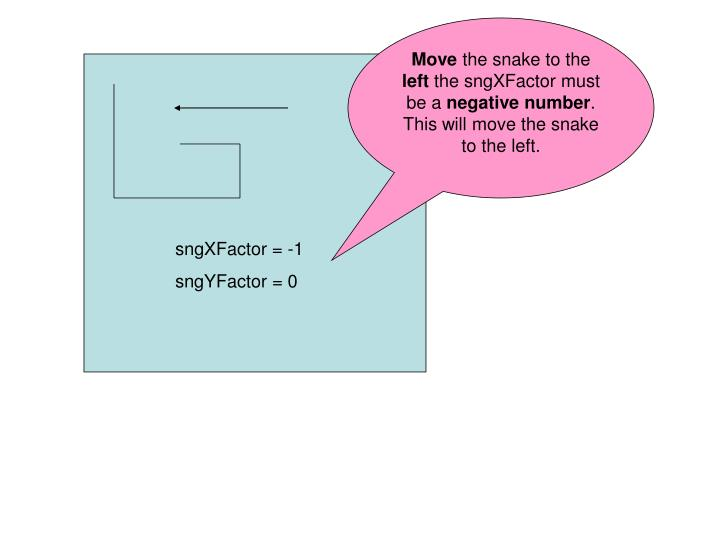 Move the snake to the
left the sngXFactor must
be a negative number.
This will move the snake
to the left.
sngXFactor = -1
sngYFactor = 0